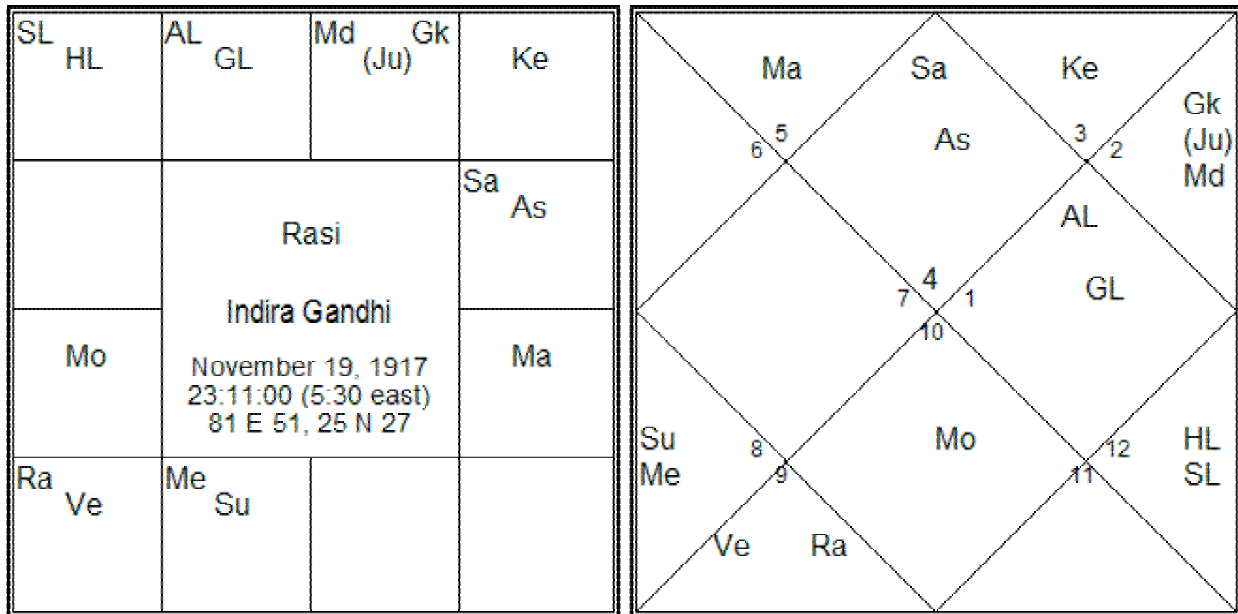 SL HL
AL GL
Md Gk (Ju)
Ke
Sa As
Rasi
Indira Gandhi
November 19, 1917
23:11:00 (5:30 east)
81 E 51, 25 N 27
Mo
Ma
Ra Ve
Me Su
Ma
Sa
Ke
As
Gk
(Ju)
Md
5
6
3
2
AL
GL
4
7
1
10
Su
Me
8
9
Mo
12
11
HL
SL
Ve
Ra